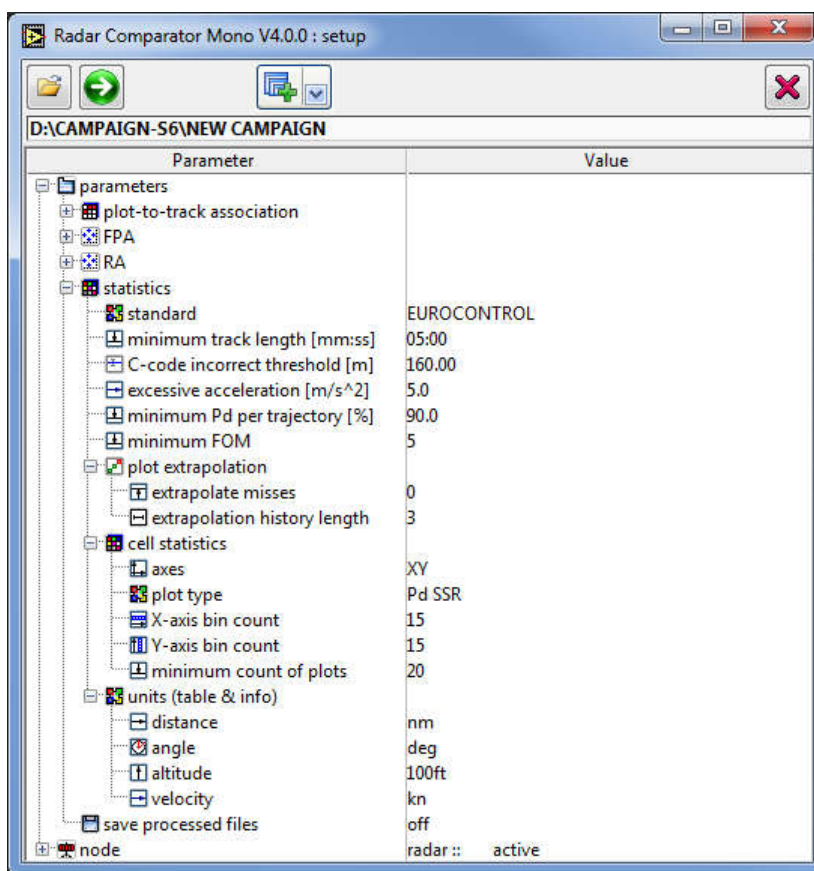 Radar Comparator Mono V4.0.0 : setup
D:\CAMPAIGN-S6\NEW CAMPAIGN
Parameter Value
parameters
plot-to-track association
FPA
RA
statistics
standard EUROCONTROL
minimum track length [mm:ss] 05:00
C-code incorrect threshold [m] 160.00
excessive acceleration [m/s^2] 5.0
minimum Pd per trajectory [%] 90.0
minimum FOM 5
plot extrapolation
extrapolate misses 0
extrapolation history length 3
cell statistics
axes XY
plot type Pd SSR
X-axis bin count 15
Y-axis bin count 15
minimum count of plots 20
units (table & info)
distance nm
angle deg
altitude 100ft
velocity kn
save processed files off
node radar :: active